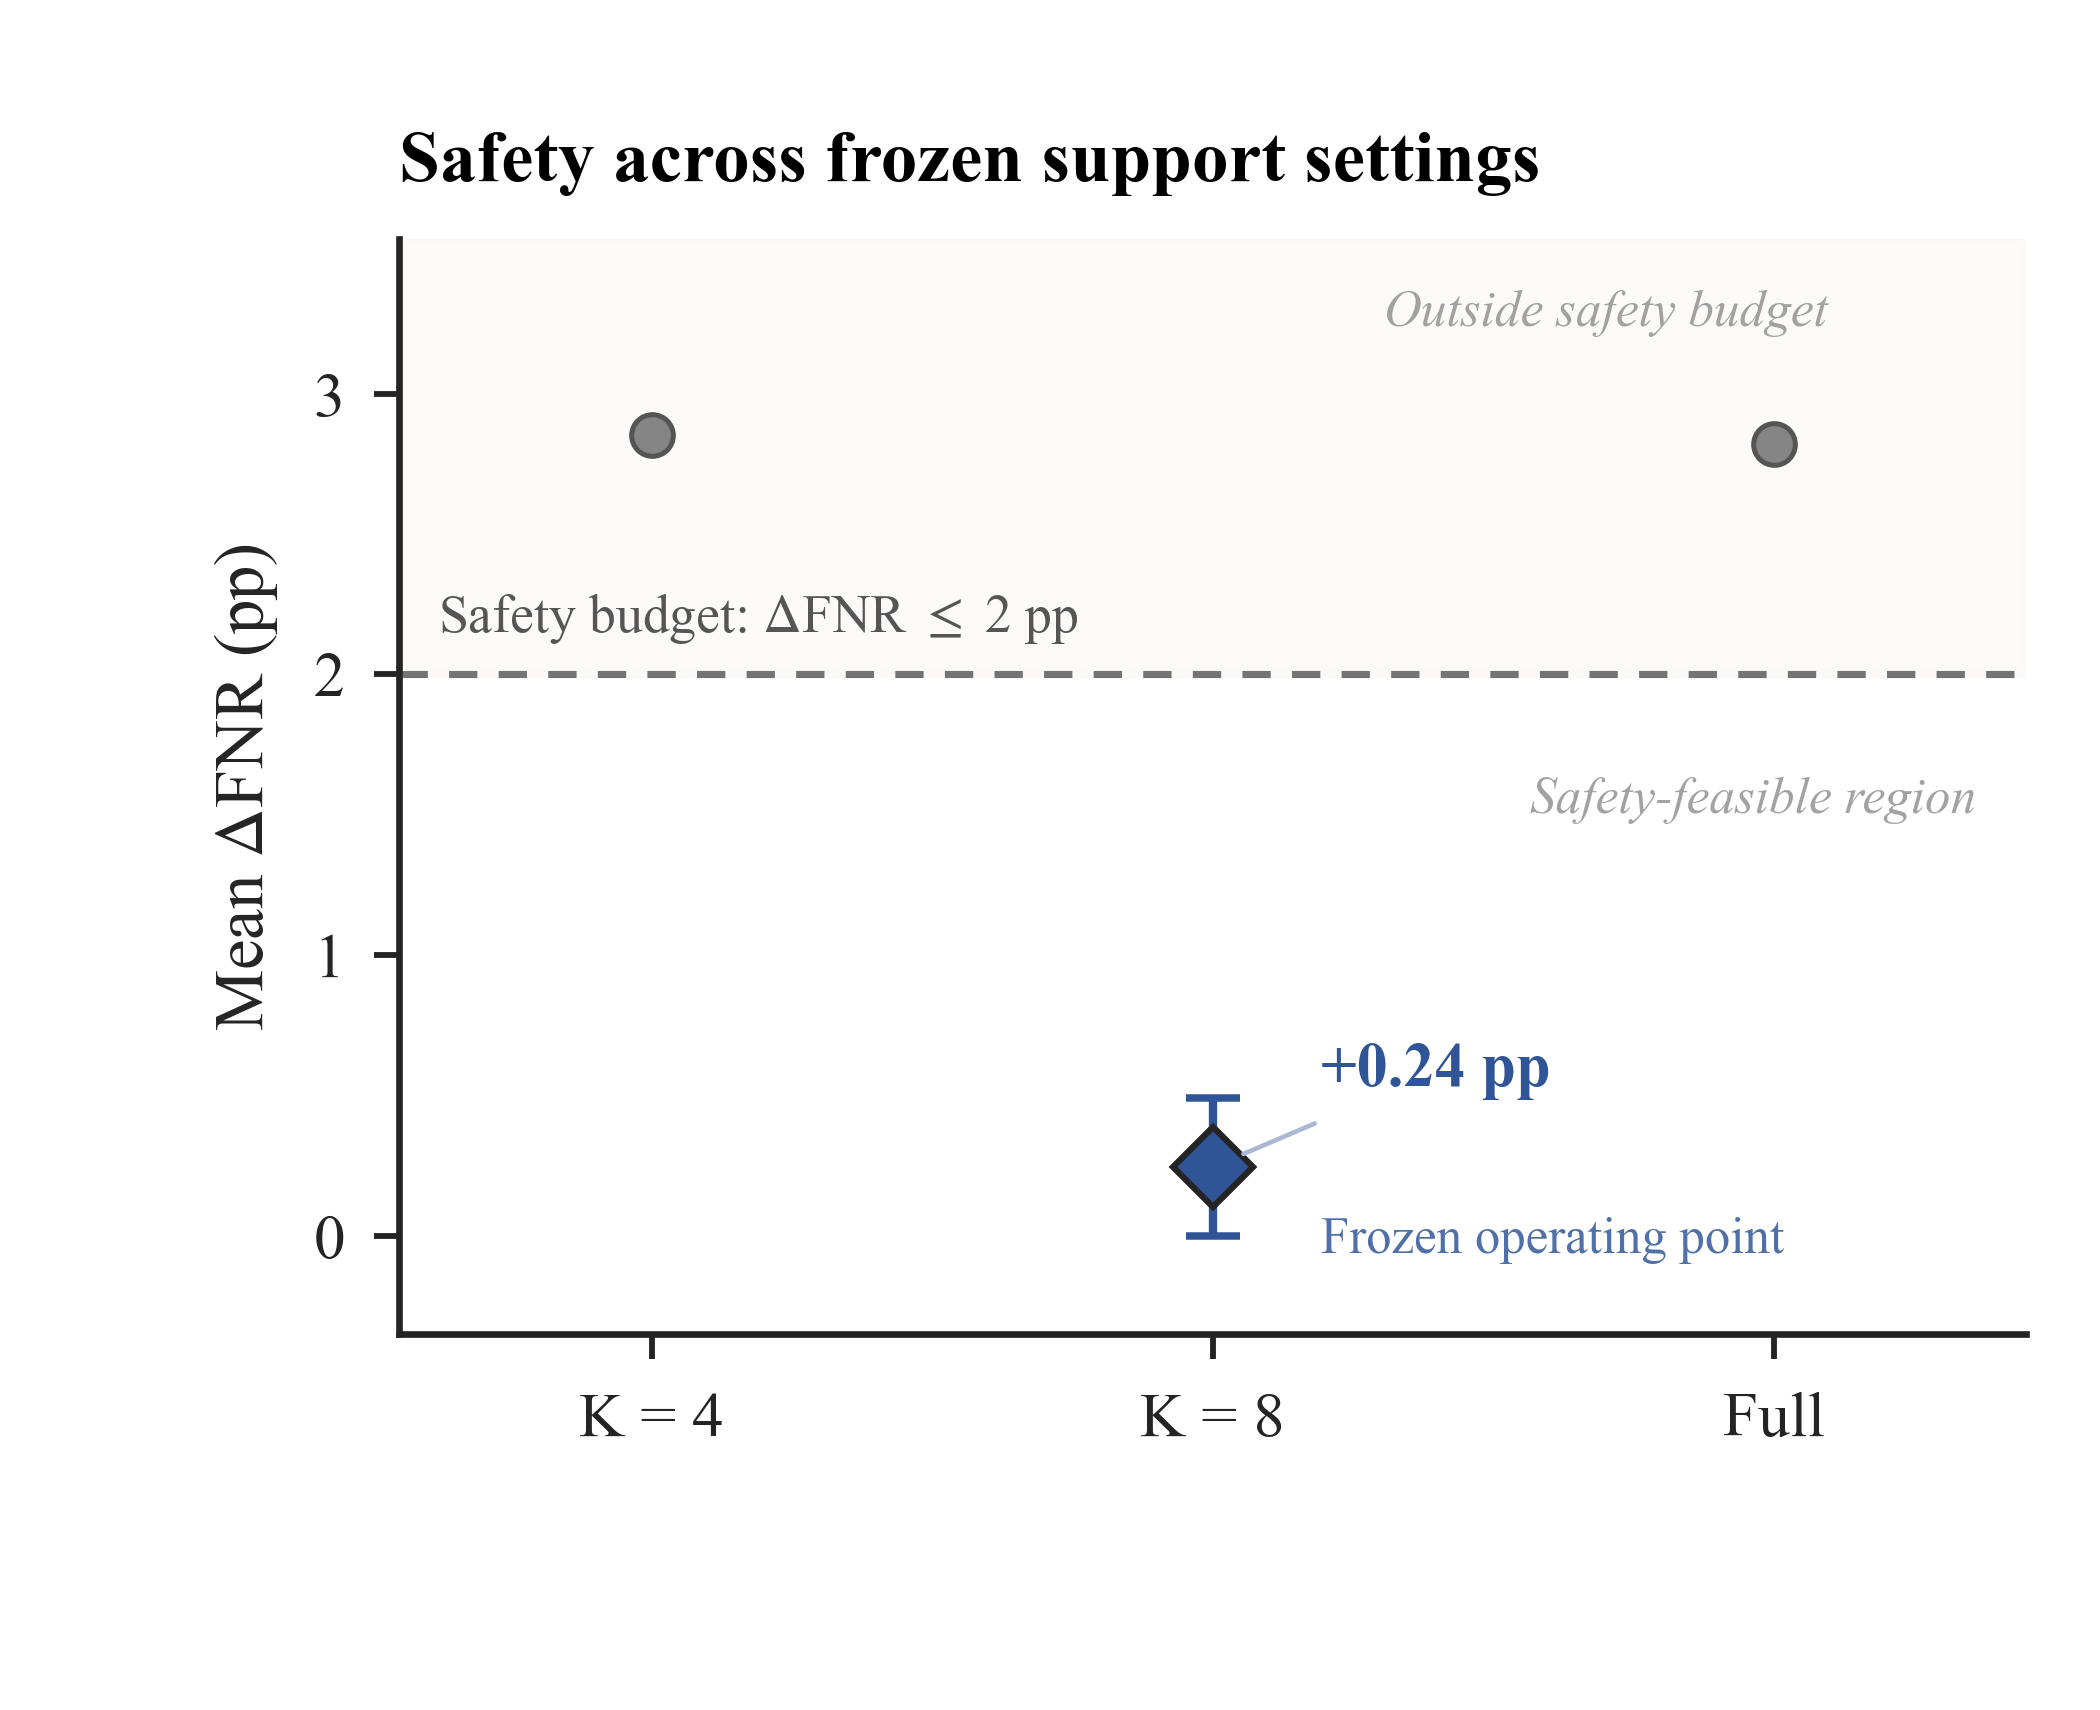 Safety across frozen support settings
Outside safety budget
3
Safety budget: ΔFNR ≤ 2 pp
2
Mean ΔFNR (pp)
Safety-feasible region
1
+0.24 pp
0
Frozen operating point
K = 4
K = 8
Full